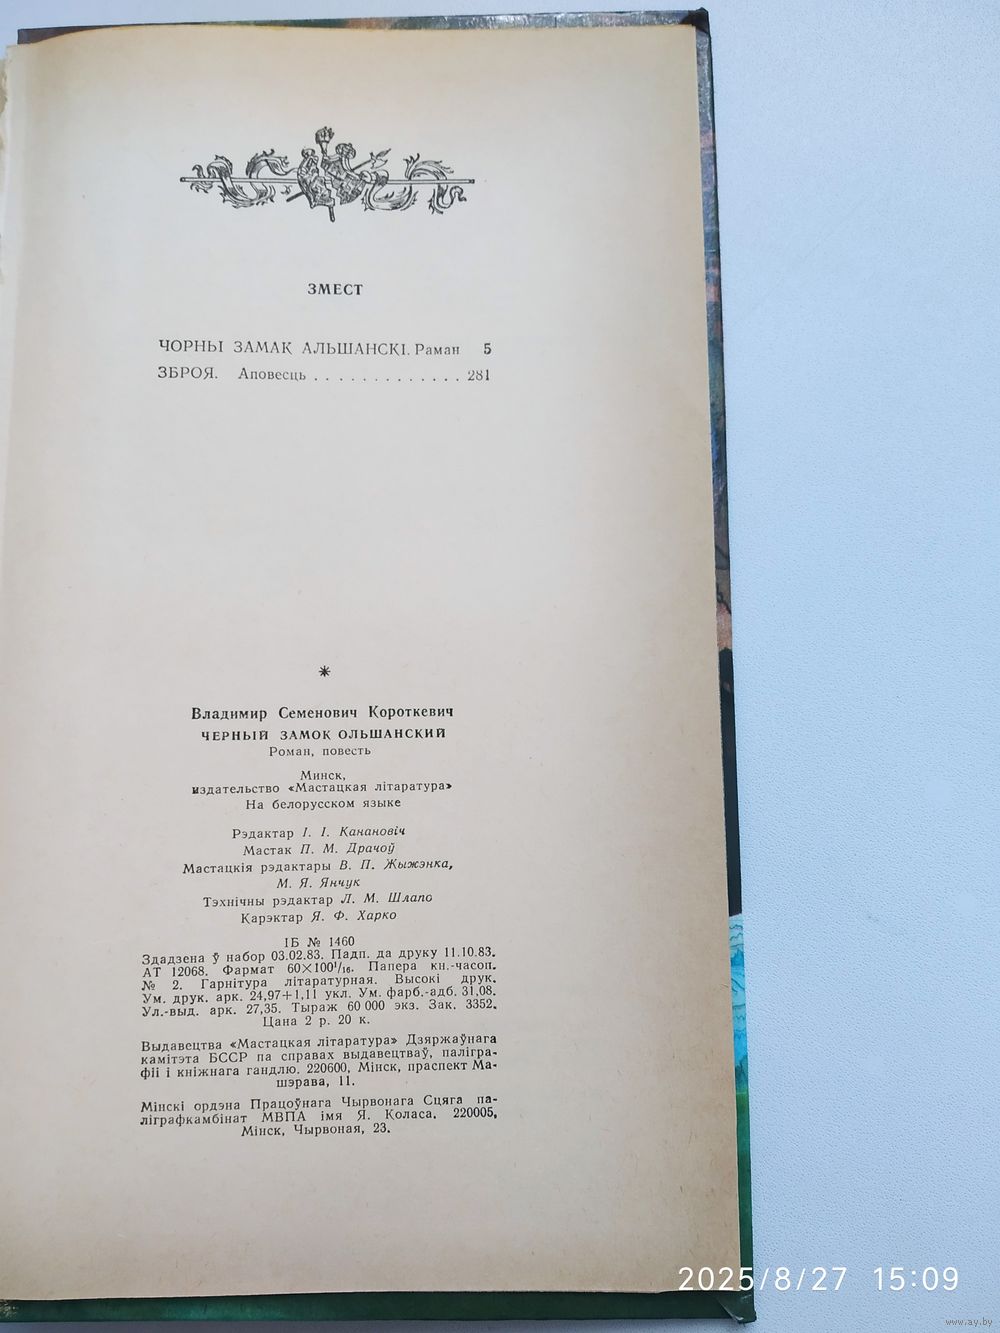 ЗМЕСТ
ЧОРНЫ ЗАМАК АЛЬШАНСКІ. Раман 5
ЗБРОЯ. Аповесць . . . . . . . . . . . . . 281
*
Владимир Семенович Короткевич
ЧЕРНЫЙ ЗАМОК ОЛЬШАНСКИЙ
Роман, повесть
Минск,
издательство «Мастацкая літаратура»
На белорусском языке
Рэдактар І. І. Канановіч
Мастак П. М. Драчоў
Мастацкія рэдактары В. П. Жыжэнка,
М. Я. Янчук
Тэхнічны рэдактар Л. М. Шлапо
Карэктар Я. Ф. Харко
ІБ № 1460
Здадзена ў набор 03.02.83. Падп. да друку 11.10.83.
АТ 12068. Фармат 60×100¹/₁₆. Папера кн.-часоп.
№ 2. Гарнітура літаратурная. Высокі друк.
Ум. друк. арк. 24,97+1,11 укл. Ум. фарб.-адб. 31,08.
Ул.-выд. арк. 27,35. Тыраж 60 000 экз. Зак. 3352.
Цана 2 р. 20 к.
Выдавецтва «Мастацкая літаратура» Дзяржаўнага
камітэта БССР па справах выдавецтваў, палігра-
фіі і кніжнага гандлю. 220600, Мінск, праспект Ма-
шэрава, 11.
Мінскі ордэна Працоўнага Чырвонага Сцяга па-
ліграфкамбінат МВПА імя Я. Коласа. 220005,
Мінск, Чырвоная, 23.
2025/8/27 15:09
www.ay.by